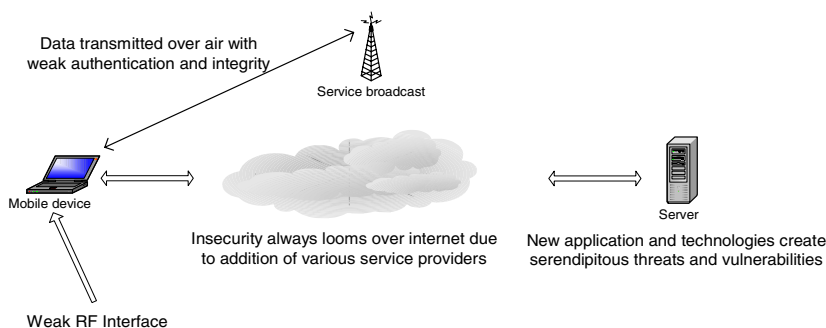 Data transmitted over air with
weak authentication and integrity
Service broadcast
Mobile device
Server
Insecurity always looms over internet due
to addition of various service providers
New application and technologies create
serendipitous threats and vulnerabilities
Weak RF Interface